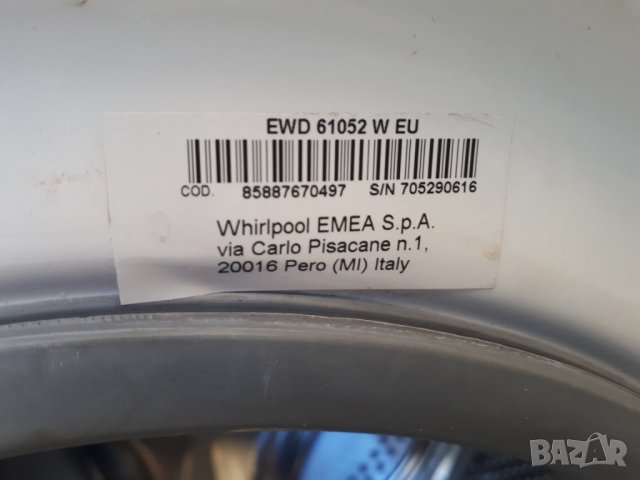 EWD 61052 W EU
COD. 85887670497 S/N 705290616
Whirlpool EMEA S.p.A.
via Carlo Pisacane n.1,
20016 Pero (MI) Italy
BAZAR